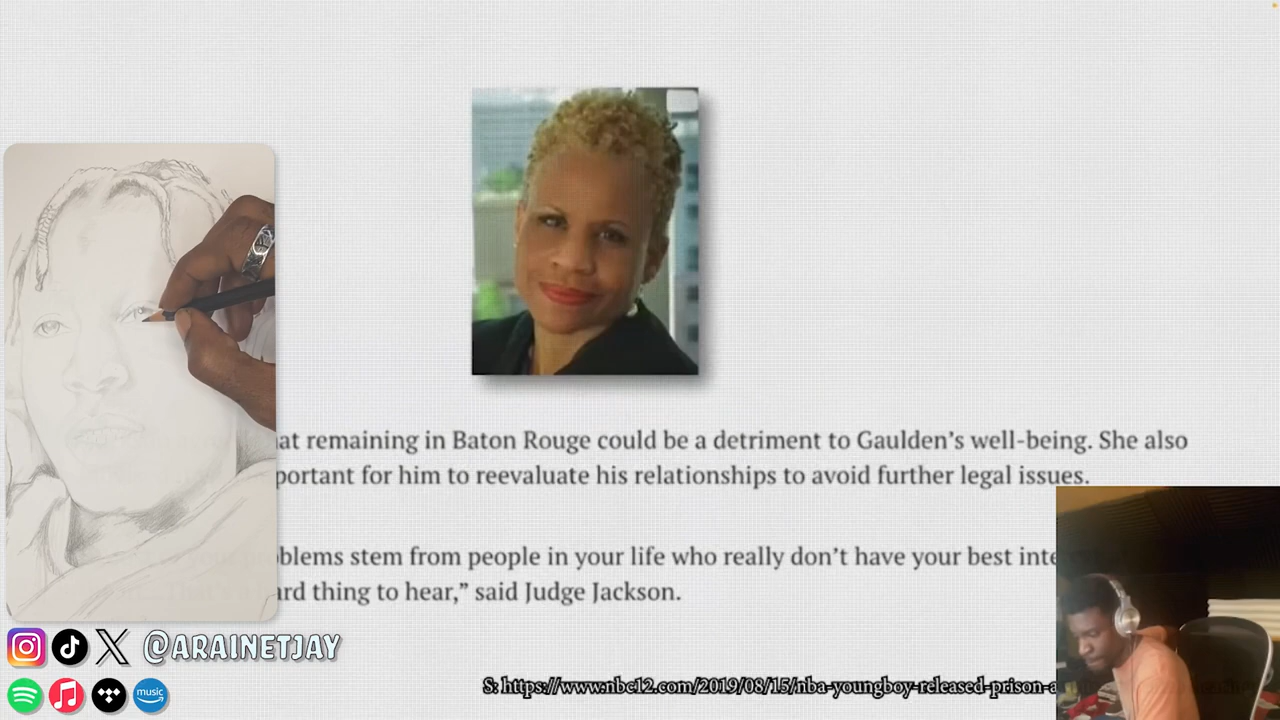 at remaining in Baton Rouge could be a detriment to Gaulden's well-being. She also
portant for him to reevaluate his relationships to avoid further legal issues.
oblems stem from people in your life who really don't have your best inte
ard thing to hear," said Judge Jackson.
@ARAINETJAY
music
S: https://www.nbc12.com/2019/08/15/nba-youngboy-released-prison-a